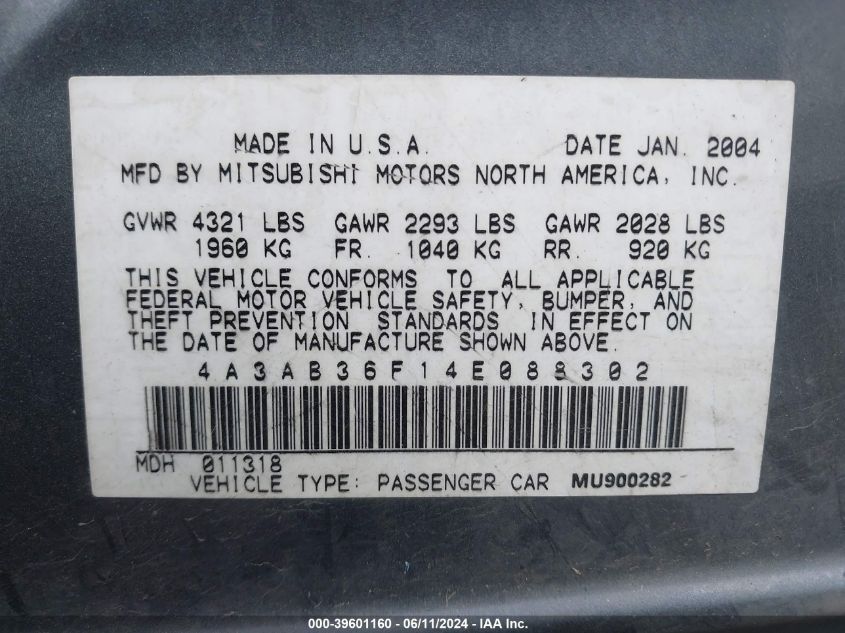 MADE IN U.S.A. DATE JAN. 2004
MFD BY MITSUBISHI MOTORS NORTH AMERICA, INC.
GVWR 4321 LBS GAWR 2293 LBS GAWR 2028 LBS
1960 KG FR. 1040 KG RR. 920 KG
THIS VEHICLE CONFORMS TO ALL APPLICABLE
FEDERAL MOTOR VEHICLE SAFETY, BUMPER, AND
THEFT PREVENTION STANDARDS IN EFFECT ON
THE DATE OF MANUFACTURE SHOWN ABOVE.
4A3AB36F14E088302
MDH 011318
VEHICLE TYPE: PASSENGER CAR MU900282
000-39601160 - 06/11/2024 - IAA Inc.